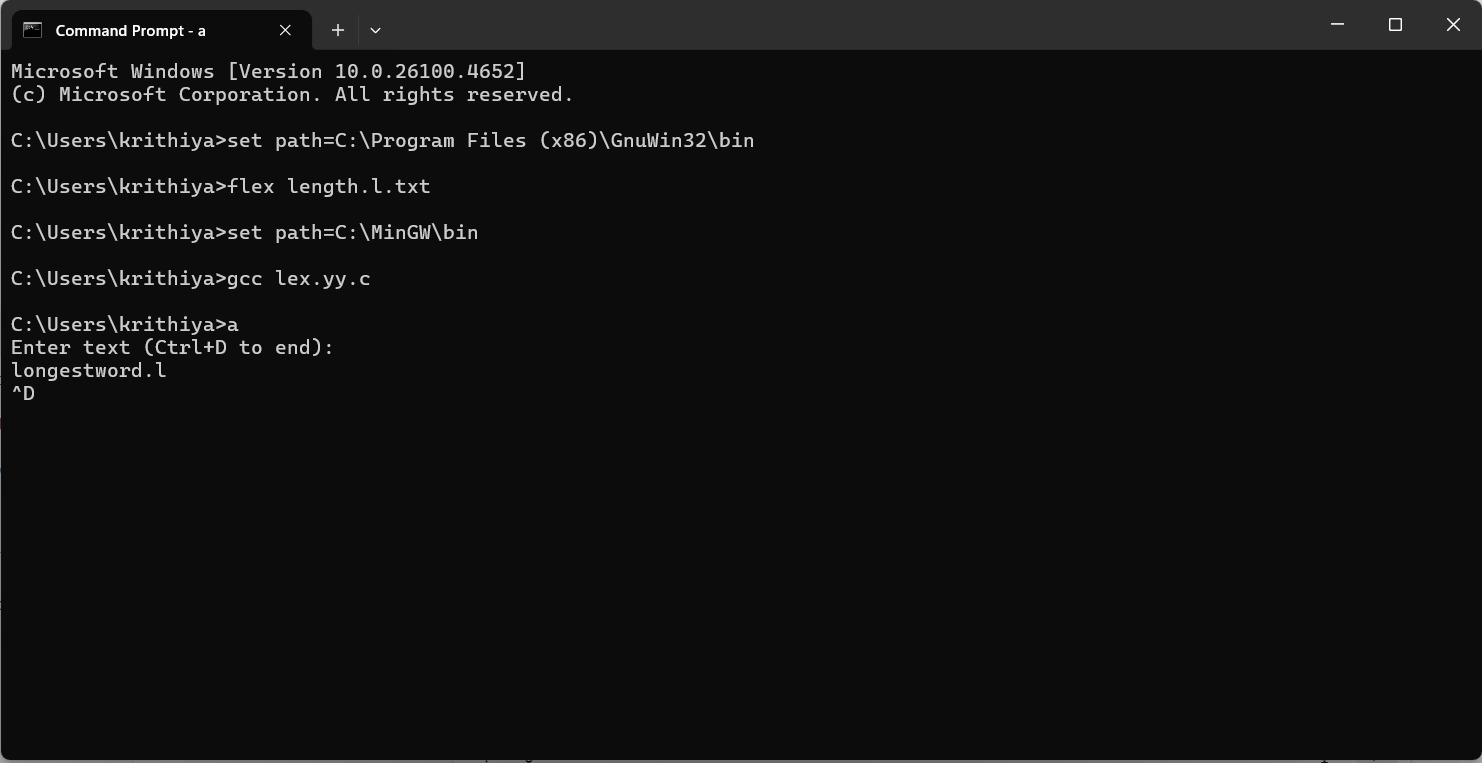 Command Prompt - a
Microsoft Windows [Version 10.0.26100.4652]
(c) Microsoft Corporation. All rights reserved.
C:\Users\krithiya>set path=C:\Program Files (x86)\GnuWin32\bin
C:\Users\krithiya>flex length.l.txt
C:\Users\krithiya>set path=C:\MinGW\bin
C:\Users\krithiya>gcc lex.yy.c
C:\Users\krithiya>a
Enter text (Ctrl+D to end):
longestword.l
^D